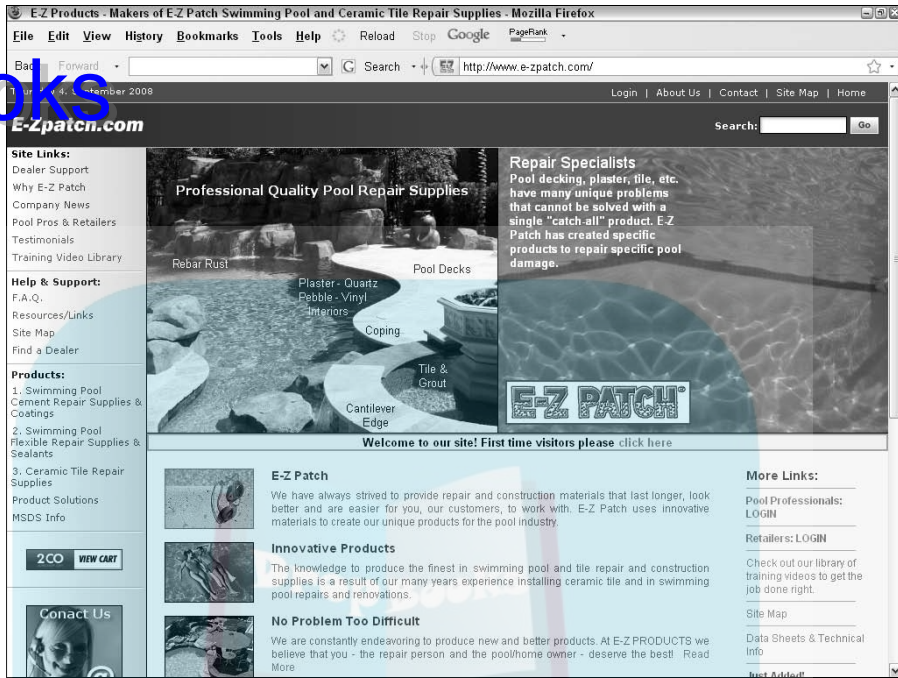 E-Z Products - Makers of E-Z Patch Swimming Pool and Ceramic Tile Repair Supplies - Mozilla Firefox
File Edit View History Bookmarks Tools Help Reload Stop Google PageRank
Forward Search http://www.e-zpatch.com/
ooks
4, September 2008
Login | About Us | Contact | Site Map | Home
E-Zpatch.com
Search: Go
Site Links:
Dealer Support
Why E-Z Patch
Company News
Pool Pros & Retailers
Testimonials
Training Video Library
Help & Support:
F.A.Q.
Resources/Links
Site Map
Find a Dealer
Products:
1. Swimming Pool
Cement Repair Supplies &
Coatings
2. Swimming Pool
Flexible Repair Supplies &
Sealants
3. Ceramic Tile Repair
Supplies
Product Solutions
MSDS Info
2CO VIEW CART
Conact Us
@
Professional Quality Pool Repair Supplies
Rebar Rust
Pool Decks
Plaster - Quartz
Pebble - Vinyl
Interiors
Coping
Tile &
Grout
Cantilever
Edge
Repair Specialists
Pool decking, plaster, tile, etc.
have many unique problems
that cannot be solved with a
single "catch-all" product. E-Z
Patch has created specific
products to repair specific pool
damage.
E-Z PATCH®
Welcome to our site! First time visitors please click here
E-Z Patch
We have always strived to provide repair and construction materials that last longer, look
better and are easier for you, our customers, to work with. E-Z Patch uses innovative
materials to create our unique products for the pool industry.
Innovative Products
The knowledge to produce the finest in swimming pool and tile repair and construction
supplies is a result of our many years experience installing ceramic tile and in swimming
pool repairs and renovations.
No Problem Too Difficult
We are constantly endeavoring to produce new and better products. At E-Z PRODUCTS we
believe that you - the repair person and the pool/home owner - deserve the best! Read
More
More Links:
Pool Professionals:
LOGIN
Retailers: LOGIN
Check out our library of
training videos to get the
job done right.
Site Map
Data Sheets & Technical
Info
Just Added!